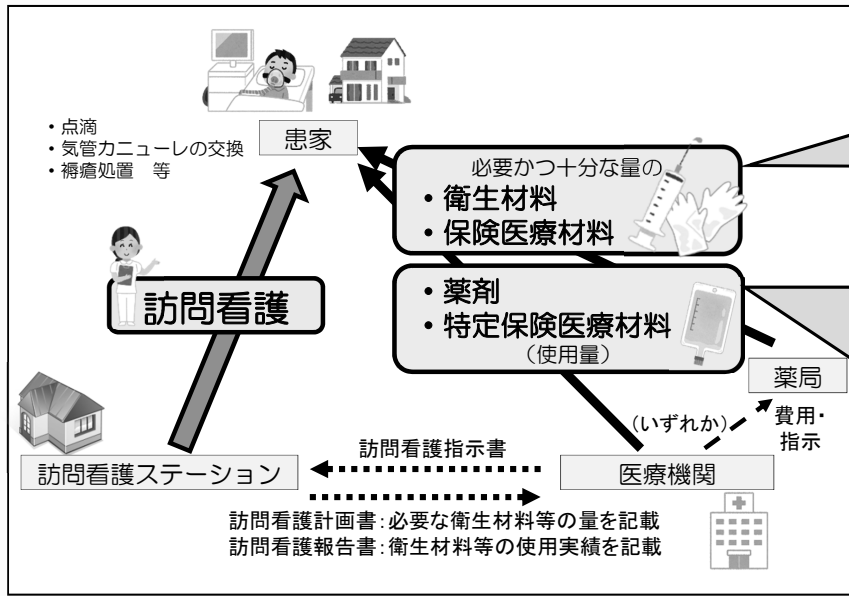 ・点滴
・気管カニューレの交換
・褥瘡処置　等
患家
必要かつ十分な量の
・衛生材料
・保険医療材料
訪問看護
・薬剤
・特定保険医療材料
（使用量）
薬局
（いずれか）
費用・
指示
訪問看護指示書
訪問看護ステーション
医療機関
訪問看護計画書：必要な衛生材料等の量を記載
訪問看護報告書：衛生材料等の使用実績を記載